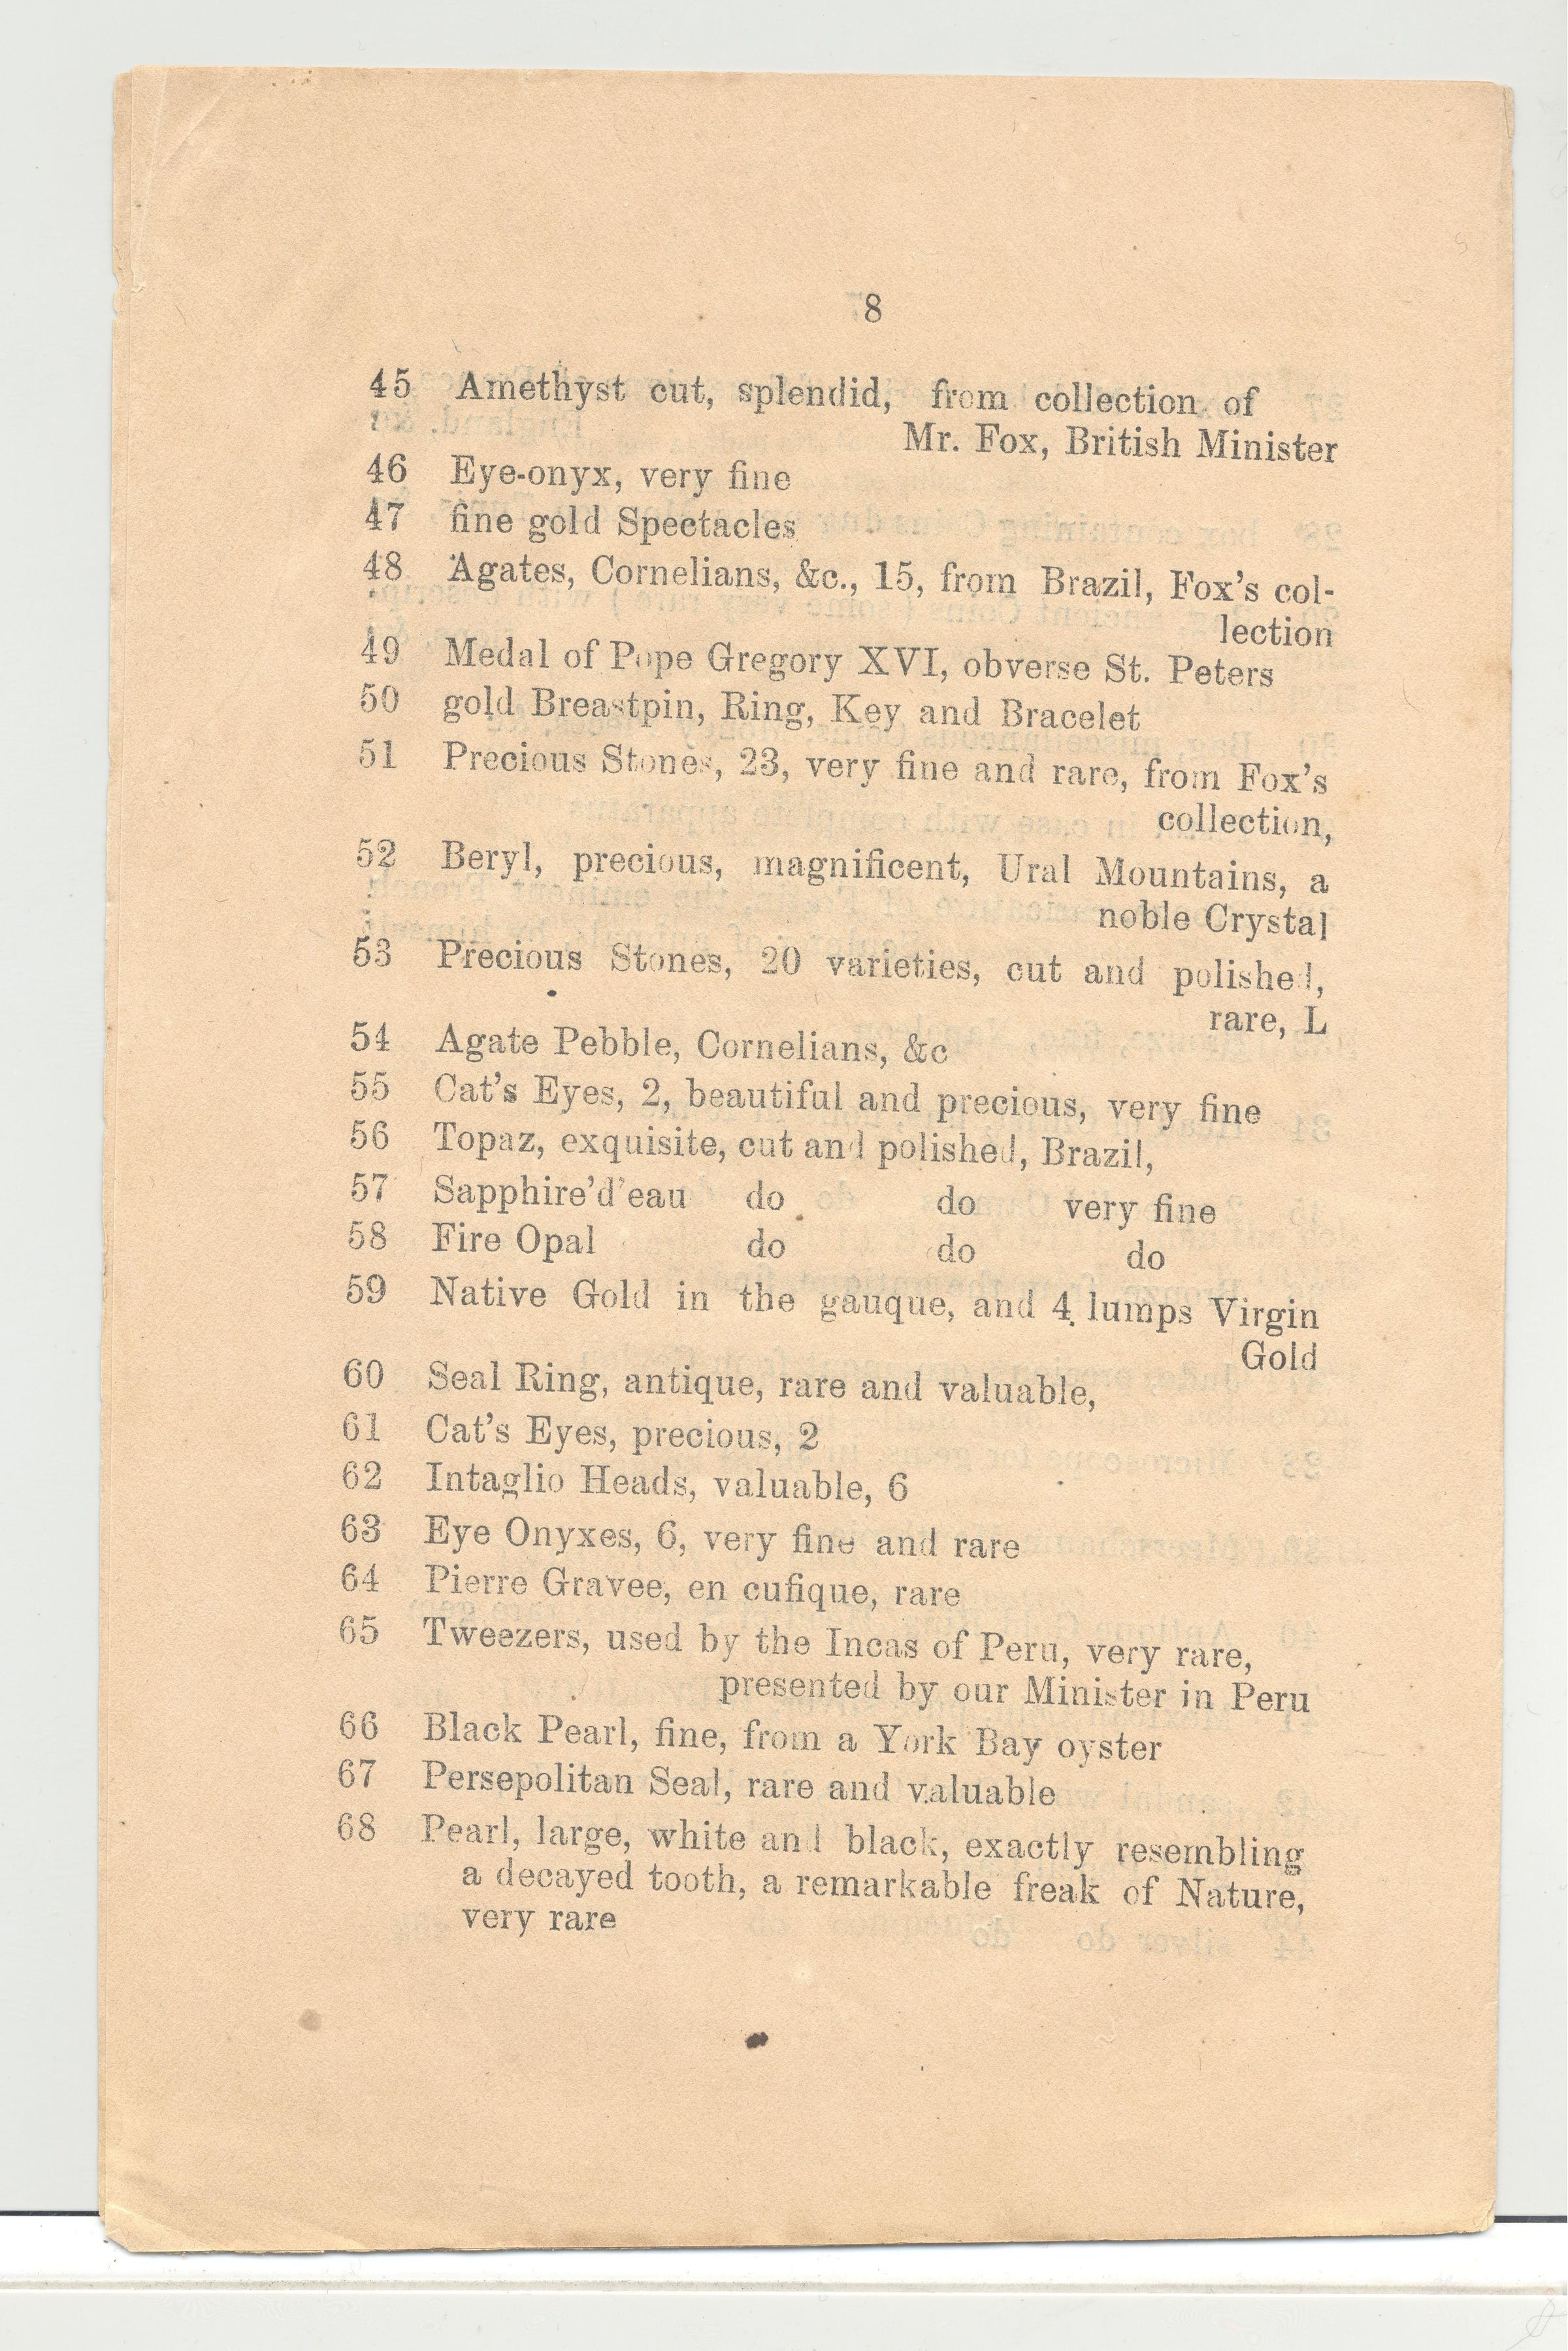 8
45 Amethyst cut, splendid, from collection of
Mr. Fox, British Minister
46 Eye-onyx, very fine
47 fine gold Spectacles
48 Agates, Cornelians, &c., 15, from Brazil, Fox's col-
lection
49 Medal of Pope Gregory XVI, obverse St. Peters
50 gold Breastpin, Ring, Key and Bracelet
51 Precious Stones, 23, very fine and rare, from Fox's
collection,
52 Beryl, precious, magnificent, Ural Mountains, a
noble Crystal
53 Precious Stones, 20 varieties, cut and polished,
rare, L
54 Agate Pebble, Cornelians, &c
55 Cat's Eyes, 2, beautiful and precious, very fine
56 Topaz, exquisite, cut and polished, Brazil,
57 Sapphire'd'eau do do very fine
58 Fire Opal do do do
59 Native Gold in the gauque, and 4 lumps Virgin
Gold
60 Seal Ring, antique, rare and valuable,
61 Cat's Eyes, precious, 2
62 Intaglio Heads, valuable, 6
63 Eye Onyxes, 6, very fine and rare
64 Pierre Gravee, en cufique, rare
65 Tweezers, used by the Incas of Peru, very rare,
presented by our Minister in Peru
66 Black Pearl, fine, from a York Bay oyster
67 Persepolitan Seal, rare and valuable
68 Pearl, large, white and black, exactly resembling
a decayed tooth, a remarkable freak of Nature,
very rare